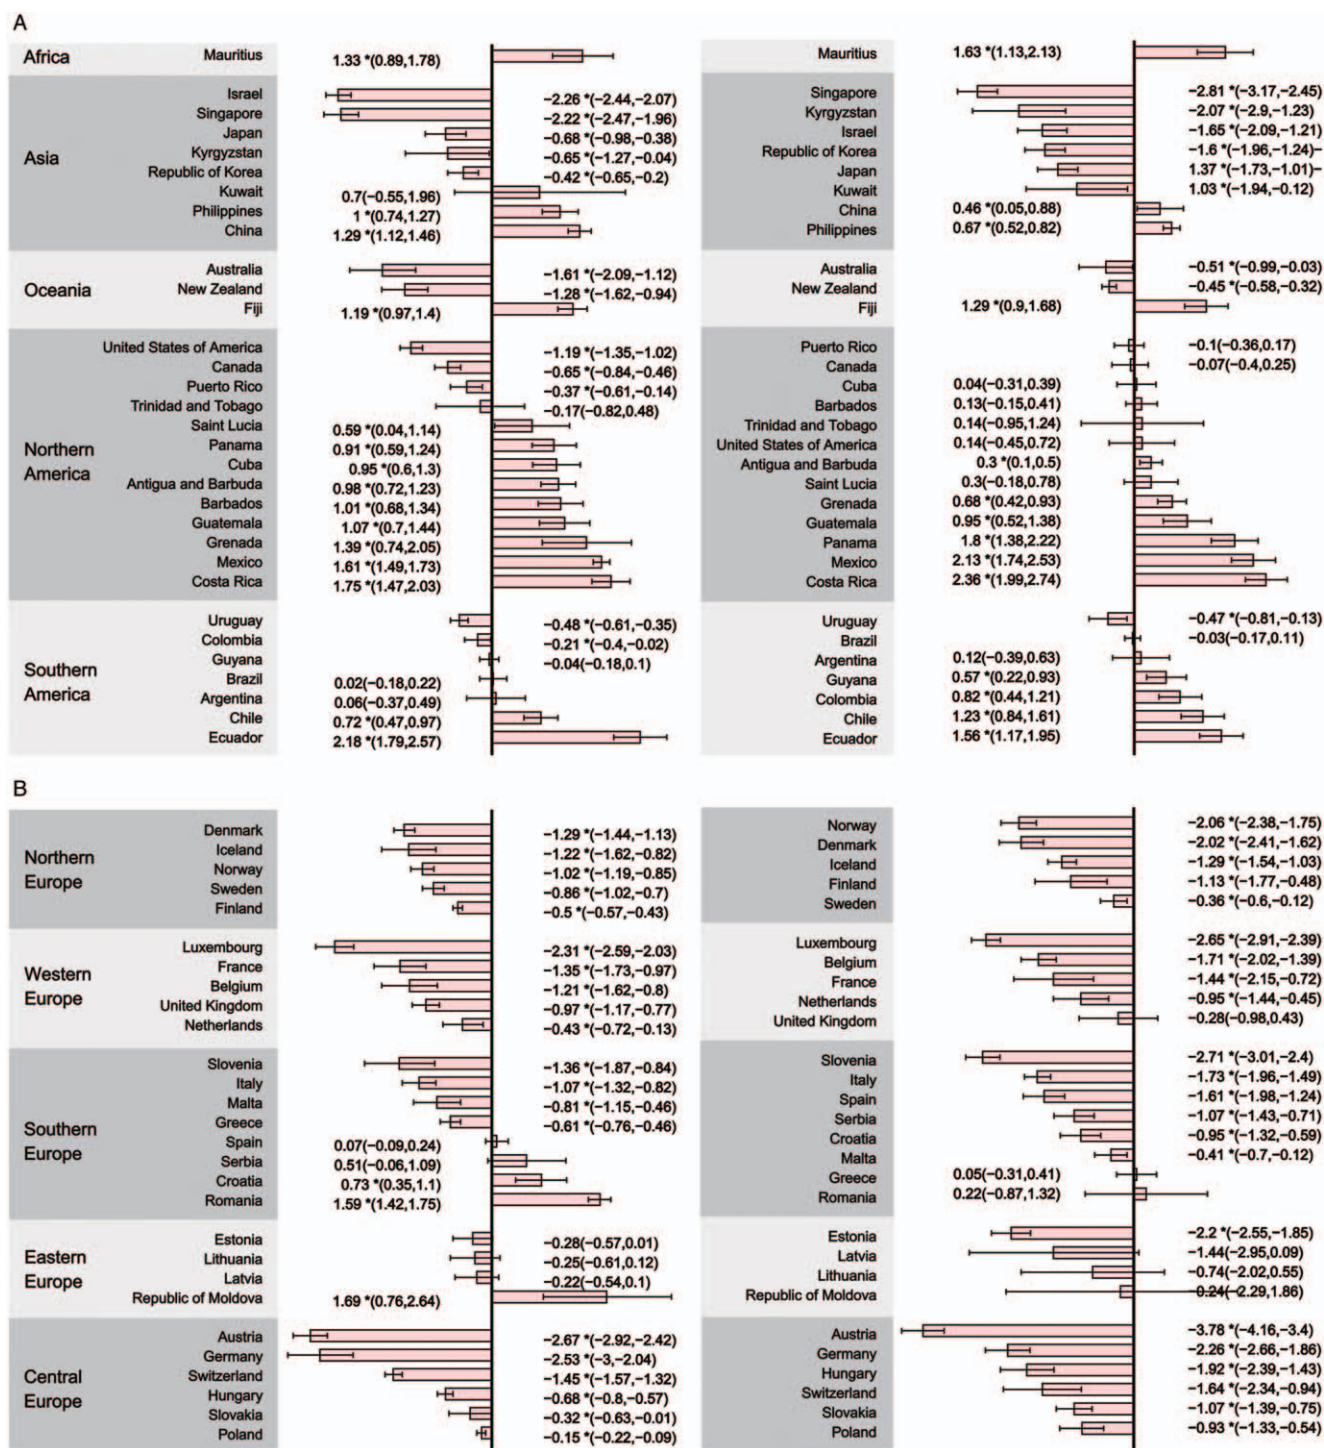 A
Africa
Mauritius 1.33 *(0.89,1.78)
Asia
Israel −2.26 *(−2.44,−2.07)
Singapore −2.22 *(−2.47,−1.96)
Japan −0.68 *(−0.98,−0.38)
Kyrgyzstan −0.65 *(−1.27,−0.04)
Republic of Korea −0.42 *(−0.65,−0.2)
Kuwait 0.7(−0.55,1.96)
Philippines 1 *(0.74,1.27)
China 1.29 *(1.12,1.46)
Oceania
Australia −1.61 *(−2.09,−1.12)
New Zealand −1.28 *(−1.62,−0.94)
Fiji 1.19 *(0.97,1.4)
Northern
America
United States of America −1.19 *(−1.35,−1.02)
Canada −0.65 *(−0.84,−0.46)
Puerto Rico −0.37 *(−0.61,−0.14)
Trinidad and Tobago −0.17(−0.82,0.48)
Saint Lucia 0.59 *(0.04,1.14)
Panama 0.91 *(0.59,1.24)
Cuba 0.95 *(0.6,1.3)
Antigua and Barbuda 0.98 *(0.72,1.23)
Barbados 1.01 *(0.68,1.34)
Guatemala 1.07 *(0.7,1.44)
Grenada 1.39 *(0.74,2.05)
Mexico 1.61 *(1.49,1.73)
Costa Rica 1.75 *(1.47,2.03)
Southern
America
Uruguay −0.48 *(−0.61,−0.35)
Colombia −0.21 *(−0.4,−0.02)
Guyana −0.04(−0.18,0.1)
Brazil 0.02(−0.18,0.22)
Argentina 0.06(−0.37,0.49)
Chile 0.72 *(0.47,0.97)
Ecuador 2.18 *(1.79,2.57)
Mauritius 1.63 *(1.13,2.13)
Singapore −2.81 *(−3.17,−2.45)
Kyrgyzstan −2.07 *(−2.9,−1.23)
Israel −1.65 *(−2.09,−1.21)
Republic of Korea −1.6 *(−1.96,−1.24)−
Japan 1.37 *(−1.73,−1.01)−
Kuwait 1.03 *(−1.94,−0.12)
China 0.46 *(0.05,0.88)
Philippines 0.67 *(0.52,0.82)
Australia −0.51 *(−0.99,−0.03)
New Zealand −0.45 *(−0.58,−0.32)
Fiji 1.29 *(0.9,1.68)
Puerto Rico −0.1(−0.36,0.17)
Canada −0.07(−0.4,0.25)
Cuba 0.04(−0.31,0.39)
Barbados 0.13(−0.15,0.41)
Trinidad and Tobago 0.14(−0.95,1.24)
United States of America 0.14(−0.45,0.72)
Antigua and Barbuda 0.3 *(0.1,0.5)
Saint Lucia 0.3(−0.18,0.78)
Grenada 0.68 *(0.42,0.93)
Guatemala 0.95 *(0.52,1.38)
Panama 1.8 *(1.38,2.22)
Mexico 2.13 *(1.74,2.53)
Costa Rica 2.36 *(1.99,2.74)
Uruguay −0.47 *(−0.81,−0.13)
Brazil −0.03(−0.17,0.11)
Argentina 0.12(−0.39,0.63)
Guyana 0.57 *(0.22,0.93)
Colombia 0.82 *(0.44,1.21)
Chile 1.23 *(0.84,1.61)
Ecuador 1.56 *(1.17,1.95)
B
Northern
Europe
Denmark −1.29 *(−1.44,−1.13)
Iceland −1.22 *(−1.62,−0.82)
Norway −1.02 *(−1.19,−0.85)
Sweden −0.86 *(−1.02,−0.7)
Finland −0.5 *(−0.57,−0.43)
Western
Europe
Luxembourg −2.31 *(−2.59,−2.03)
France −1.35 *(−1.73,−0.97)
Belgium −1.21 *(−1.62,−0.8)
United Kingdom −0.97 *(−1.17,−0.77)
Netherlands −0.43 *(−0.72,−0.13)
Southern
Europe
Slovenia −1.36 *(−1.87,−0.84)
Italy −1.07 *(−1.32,−0.82)
Malta −0.81 *(−1.15,−0.46)
Greece −0.61 *(−0.76,−0.46)
Spain 0.07(−0.09,0.24)
Serbia 0.51(−0.06,1.09)
Croatia 0.73 *(0.35,1.1)
Romania 1.59 *(1.42,1.75)
Eastern
Europe
Estonia −0.28(−0.57,0.01)
Lithuania −0.25(−0.61,0.12)
Latvia −0.22(−0.54,0.1)
Republic of Moldova 1.69 *(0.76,2.64)
Central
Europe
Austria −2.67 *(−2.92,−2.42)
Germany −2.53 *(−3,−2.04)
Switzerland −1.45 *(−1.57,−1.32)
Hungary −0.68 *(−0.8,−0.57)
Slovakia −0.32 *(−0.63,−0.01)
Poland −0.15 *(−0.22,−0.09)
Norway −2.06 *(−2.38,−1.75)
Denmark −2.02 *(−2.41,−1.62)
Iceland −1.29 *(−1.54,−1.03)
Finland −1.13 *(−1.77,−0.48)
Sweden −0.36 *(−0.6,−0.12)
Luxembourg −2.65 *(−2.91,−2.39)
Belgium −1.71 *(−2.02,−1.39)
France −1.44 *(−2.15,−0.72)
Netherlands −0.95 *(−1.44,−0.45)
United Kingdom −0.28(−0.98,0.43)
Slovenia −2.71 *(−3.01,−2.4)
Italy −1.73 *(−1.96,−1.49)
Spain −1.61 *(−1.98,−1.24)
Serbia −1.07 *(−1.43,−0.71)
Croatia −0.95 *(−1.32,−0.59)
Malta −0.41 *(−0.7,−0.12)
Greece 0.05(−0.31,0.41)
Romania 0.22(−0.87,1.32)
Estonia −2.2 *(−2.55,−1.85)
Latvia −1.44(−2.95,0.09)
Lithuania −0.74(−2.02,0.55)
Republic of Moldova −0.24(−2.29,1.86)
Austria −3.78 *(−4.16,−3.4)
Germany −2.26 *(−2.66,−1.86)
Hungary −1.92 *(−2.39,−1.43)
Switzerland −1.64 *(−2.34,−0.94)
Slovakia −1.07 *(−1.39,−0.75)
Poland −0.93 *(−1.33,−0.54)